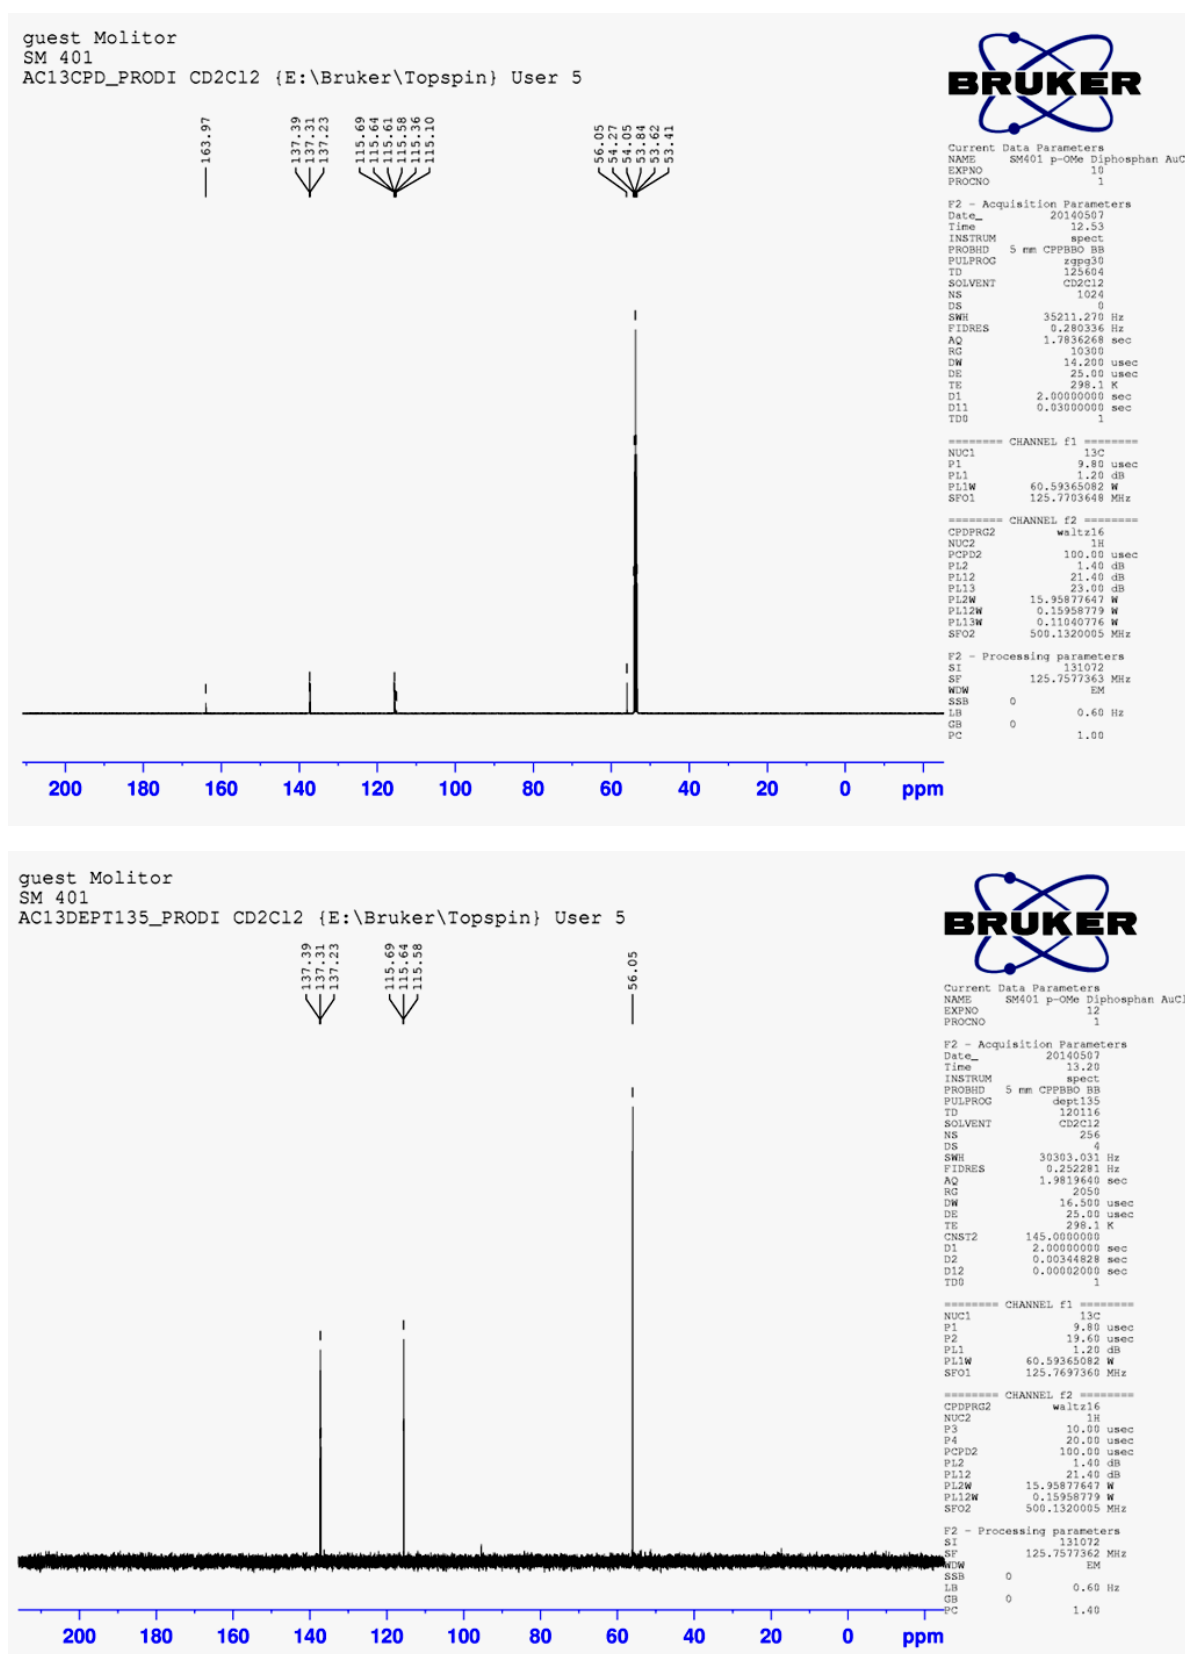 guest Molitor
SM 401
AC13CPD_PRODI CD2Cl2 {E:\Bruker\Topspin} User 5
163.97
137.39
137.31
137.23
115.69
115.64
115.61
115.58
115.36
115.10
56.05
54.27
54.05
53.84
53.62
53.41
BRUKER
Current Data Parameters
NAME SM401 p-OMe Diphosphan AuC
EXPNO 10
PROCNO 1
F2 - Acquisition Parameters
Date_ 20140507
Time 12.53
INSTRUM spect
PROBHD 5 mm CPPBBO BB
PULPROG zgpg30
TD 125604
SOLVENT CD2Cl2
NS 1024
DS 0
SWH 35211.270 Hz
FIDRES 0.280336 Hz
AQ 1.7836268 sec
RG 10300
DW 14.200 usec
DE 25.00 usec
TE 298.1 K
D1 2.00000000 sec
D11 0.03000000 sec
TD0 1
======== CHANNEL f1 ========
NUC1 13C
P1 9.80 usec
PL1 1.20 dB
PL1W 60.59365082 W
SFO1 125.7703648 MHz
======== CHANNEL f2 ========
CPDPRG2 waltz16
NUC2 1H
PCPD2 100.00 usec
PL2 1.40 dB
PL12 21.40 dB
PL13 23.00 dB
PL2W 15.95877647 W
PL12W 0.15958779 W
PL13W 0.11040776 W
SFO2 500.1320005 MHz
F2 - Processing parameters
SI 131072
SF 125.7577363 MHz
WDW EM
SSB 0
LB 0.60 Hz
GB 0
PC 1.00
200 180 160 140 120 100 80 60 40 20 0 ppm
guest Molitor
SM 401
AC13DEPT135_PRODI CD2Cl2 {E:\Bruker\Topspin} User 5
137.39
137.31
137.23
115.69
115.64
115.58
56.05
BRUKER
Current Data Parameters
NAME SM401 p-OMe Diphosphan AuCl
EXPNO 12
PROCNO 1
F2 - Acquisition Parameters
Date_ 20140507
Time 13.20
INSTRUM spect
PROBHD 5 mm CPPBBO BB
PULPROG dept135
TD 120116
SOLVENT CD2Cl2
NS 256
DS 4
SWH 30303.031 Hz
FIDRES 0.252281 Hz
AQ 1.9819640 sec
RG 2050
DW 16.500 usec
DE 25.00 usec
TE 298.1 K
CNST2 145.0000000
D1 2.00000000 sec
D2 0.00344828 sec
D12 0.00002000 sec
TD0 1
======== CHANNEL f1 ========
NUC1 13C
P1 9.80 usec
P2 19.60 usec
PL1 1.20 dB
PL1W 60.59365082 W
SFO1 125.7697360 MHz
======== CHANNEL f2 ========
CPDPRG2 waltz16
NUC2 1H
P3 10.00 usec
P4 20.00 usec
PCPD2 100.00 usec
PL2 1.40 dB
PL12 21.40 dB
PL2W 15.95877647 W
PL12W 0.15958779 W
SFO2 500.1320005 MHz
F2 - Processing parameters
SI 131072
SF 125.7577362 MHz
WDW EM
SSB 0
LB 0.60 Hz
GB 0
PC 1.40
200 180 160 140 120 100 80 60 40 20 0 ppm